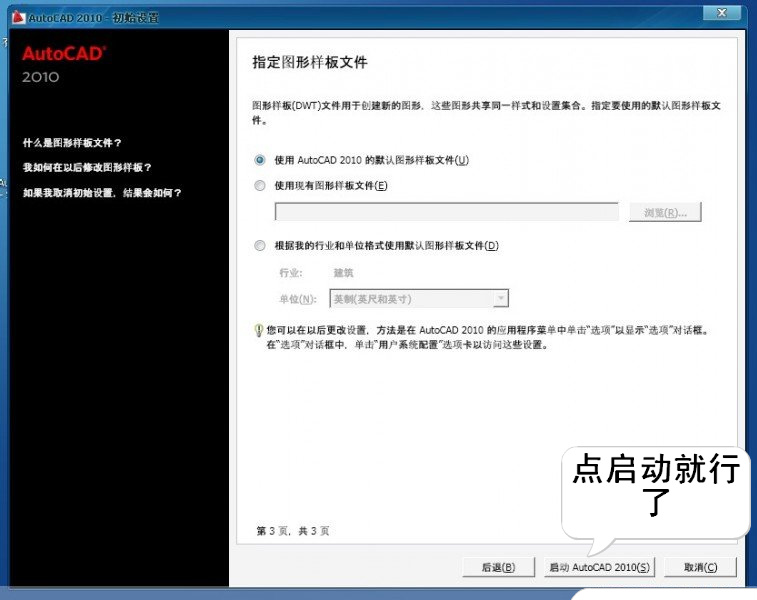 AutoCAD 2010 - 初始设置
AutoCAD®
2010
什么是图形样板文件？
我如何在以后修改图形样板？
如果我取消初始设置，结果会如何？
指定图形样板文件
图形样板(DWT)文件用于创建新的图形，这些图形共享同一样式和设置集合。指定要使用的默认图形样板文
件。
使用 AutoCAD 2010 的默认图形样板文件(U)
使用现有图形样板文件(E)
浏览(R)...
根据我的行业和单位格式使用默认图形样板文件(D)
行业: 建筑
单位(N): 英制(英尺和英寸)
您可以在以后更改设置，方法是在 AutoCAD 2010 的应用程序菜单中单击“选项”以显示“选项”对话框。
在“选项”对话框中，单击“用户系统配置”选项卡以访问这些设置。
点启动就行
了
第 3 页，共 3 页
后退(B) 启动 AutoCAD 2010(S) 取消(C)